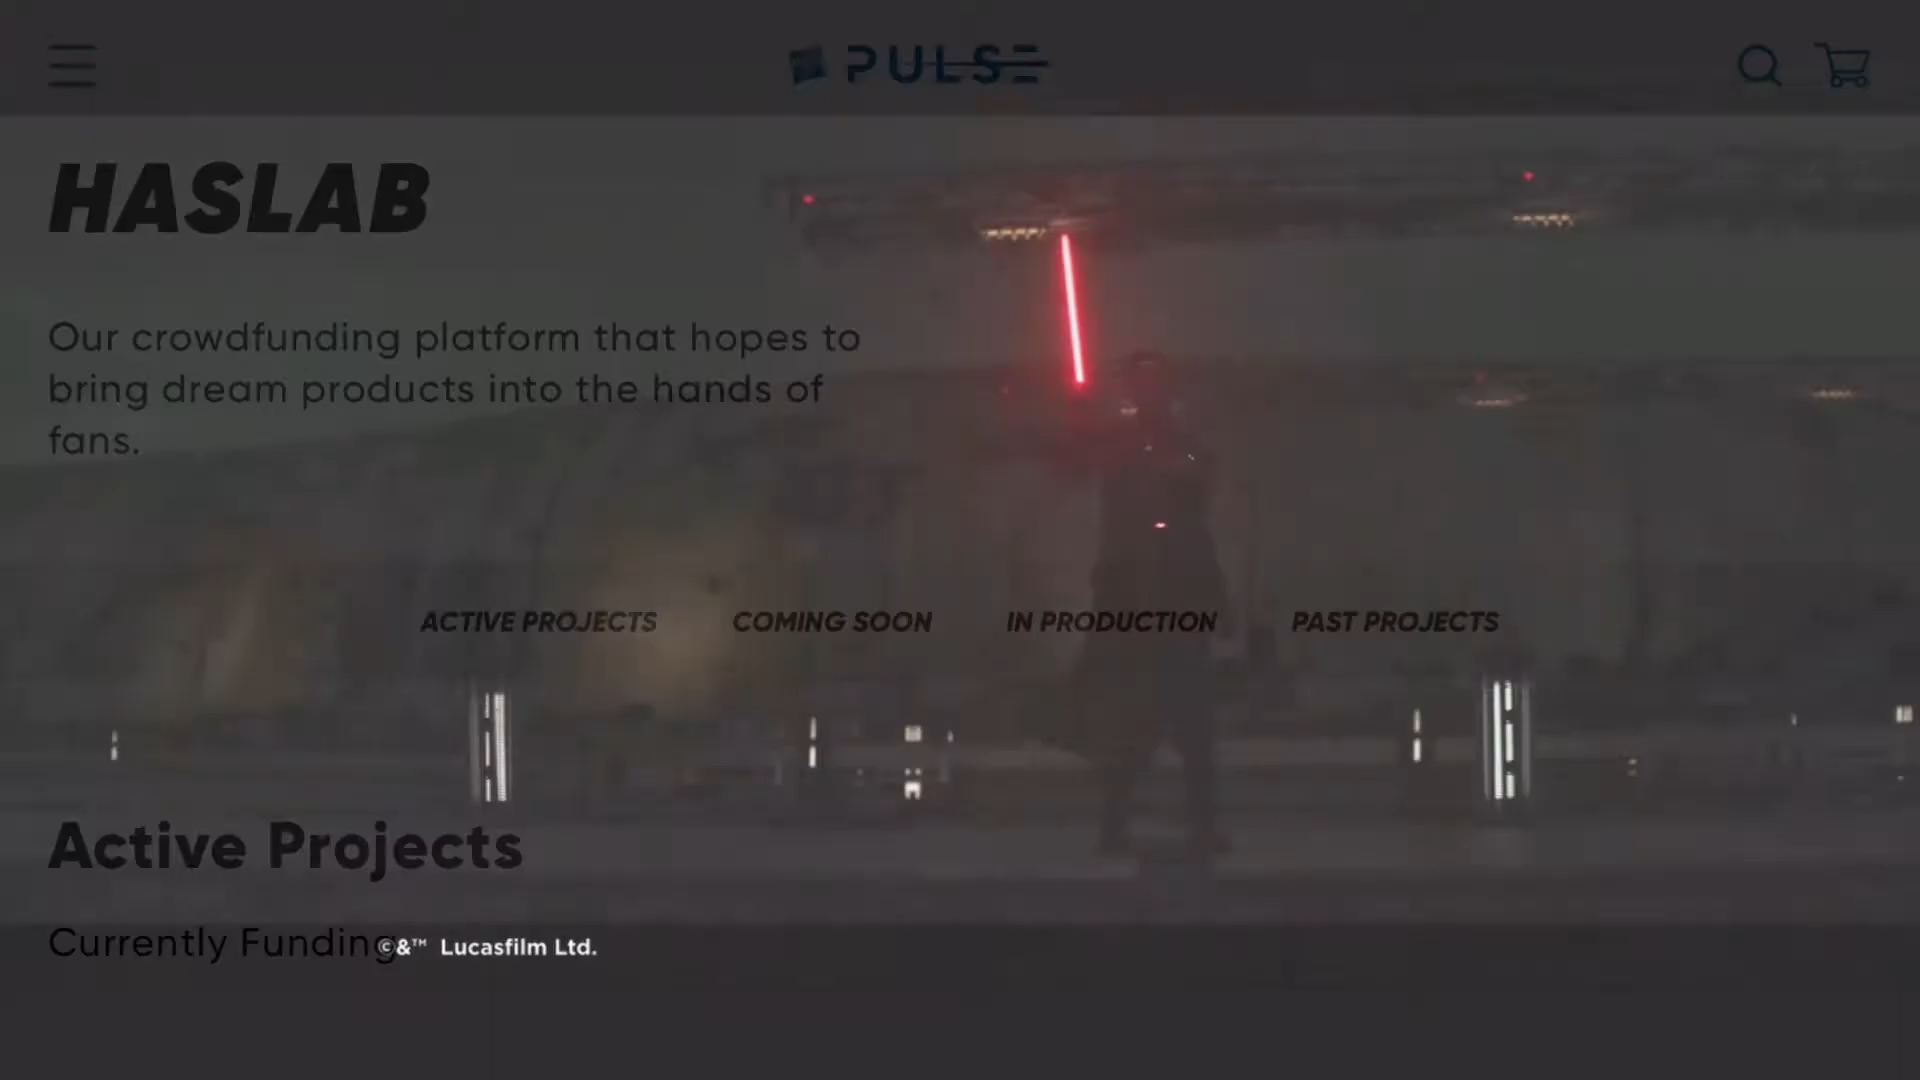 PULSE
HASLAB
Our crowdfunding platform that hopes to
bring dream products into the hands of
fans.
ACTIVE PROJECTS COMING SOON IN PRODUCTION PAST PROJECTS
Active Projects
Currently Funding
©&™ Lucasfilm Ltd.